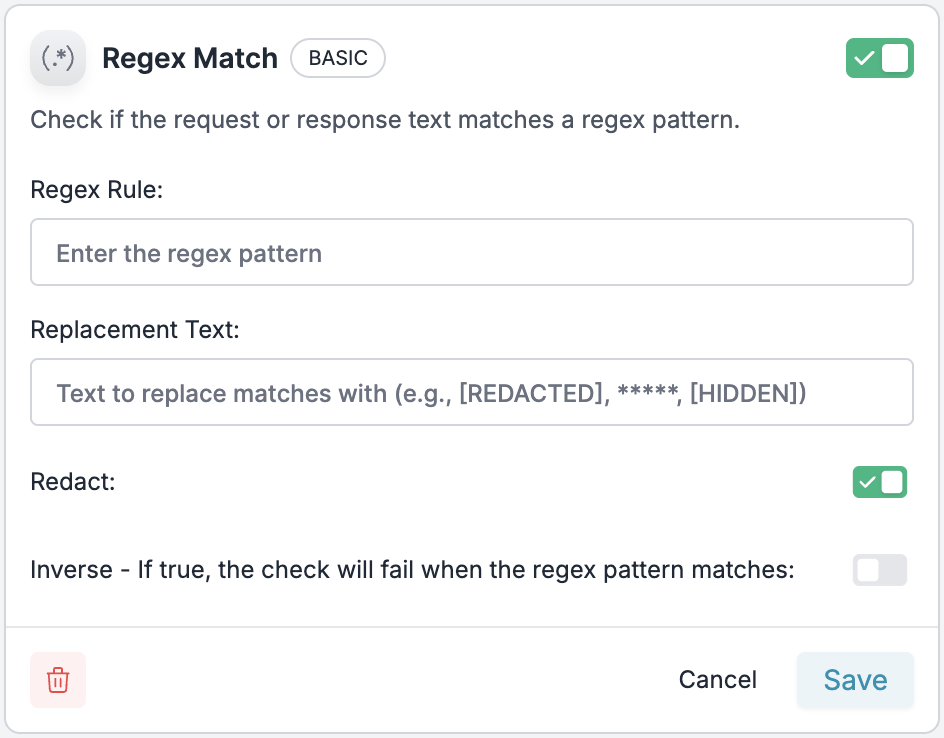 (.*) Regex Match BASIC
Check if the request or response text matches a regex pattern.
Regex Rule:
Enter the regex pattern
Replacement Text:
Text to replace matches with (e.g., [REDACTED], *****, [HIDDEN])
Redact:
Inverse - If true, the check will fail when the regex pattern matches:
Cancel Save